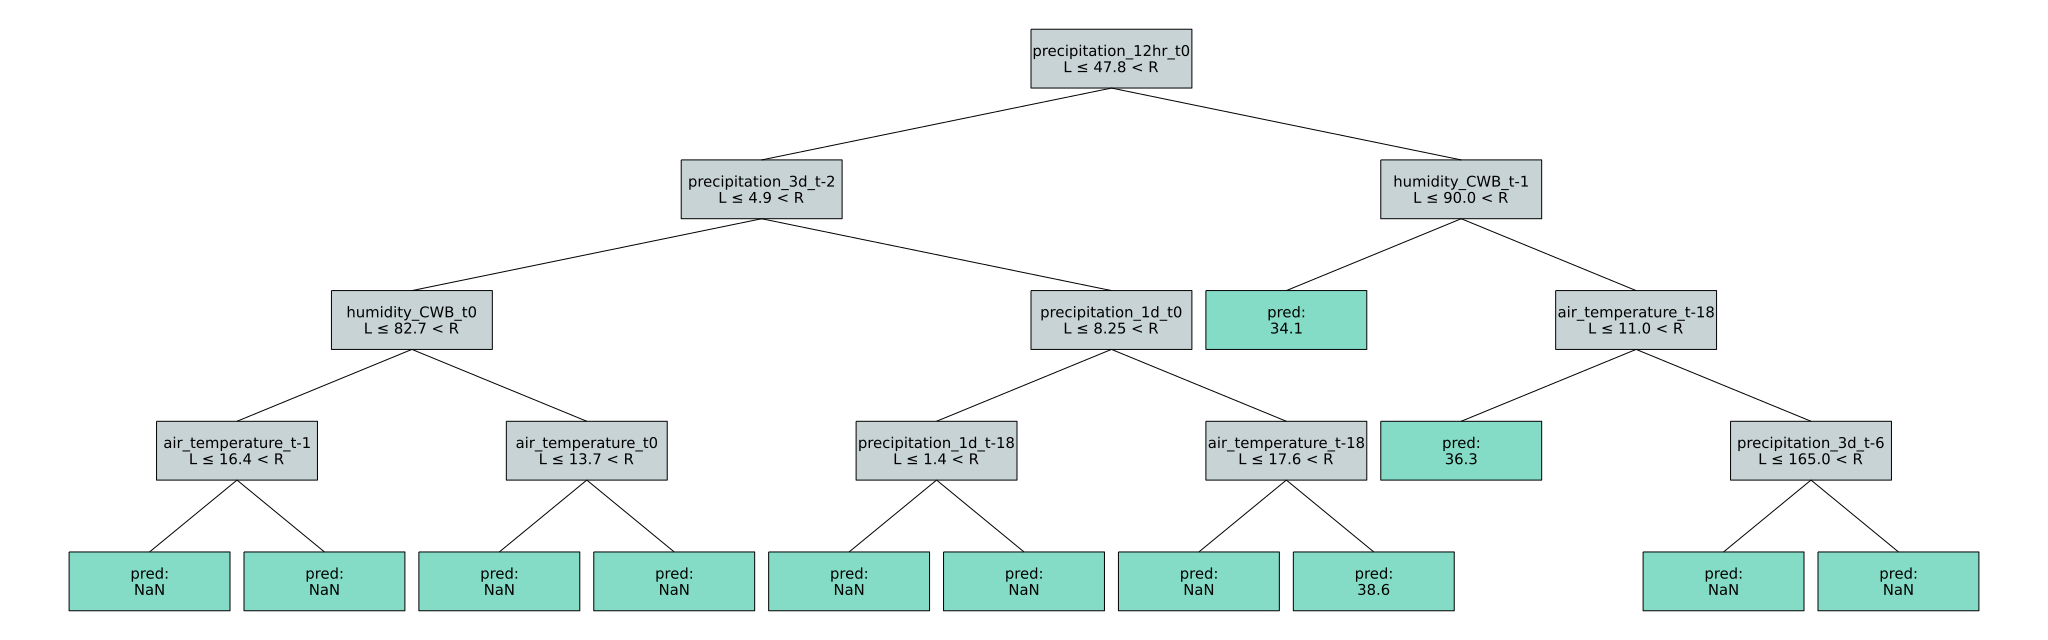 precipitation_12hr_t0
L ≤ 47.8 < R
precipitation_3d_t-2
L ≤ 4.9 < R
humidity_CWB_t-1
L ≤ 90.0 < R
humidity_CWB_t0
L ≤ 82.7 < R
precipitation_1d_t0
L ≤ 8.25 < R
pred:
34.1
air_temperature_t-18
L ≤ 11.0 < R
air_temperature_t-1
L ≤ 16.4 < R
air_temperature_t0
L ≤ 13.7 < R
precipitation_1d_t-18
L ≤ 1.4 < R
air_temperature_t-18
L ≤ 17.6 < R
pred:
36.3
precipitation_3d_t-6
L ≤ 165.0 < R
pred:
NaN
pred:
NaN
pred:
NaN
pred:
NaN
pred:
NaN
pred:
NaN
pred:
NaN
pred:
38.6
pred:
NaN
pred:
NaN